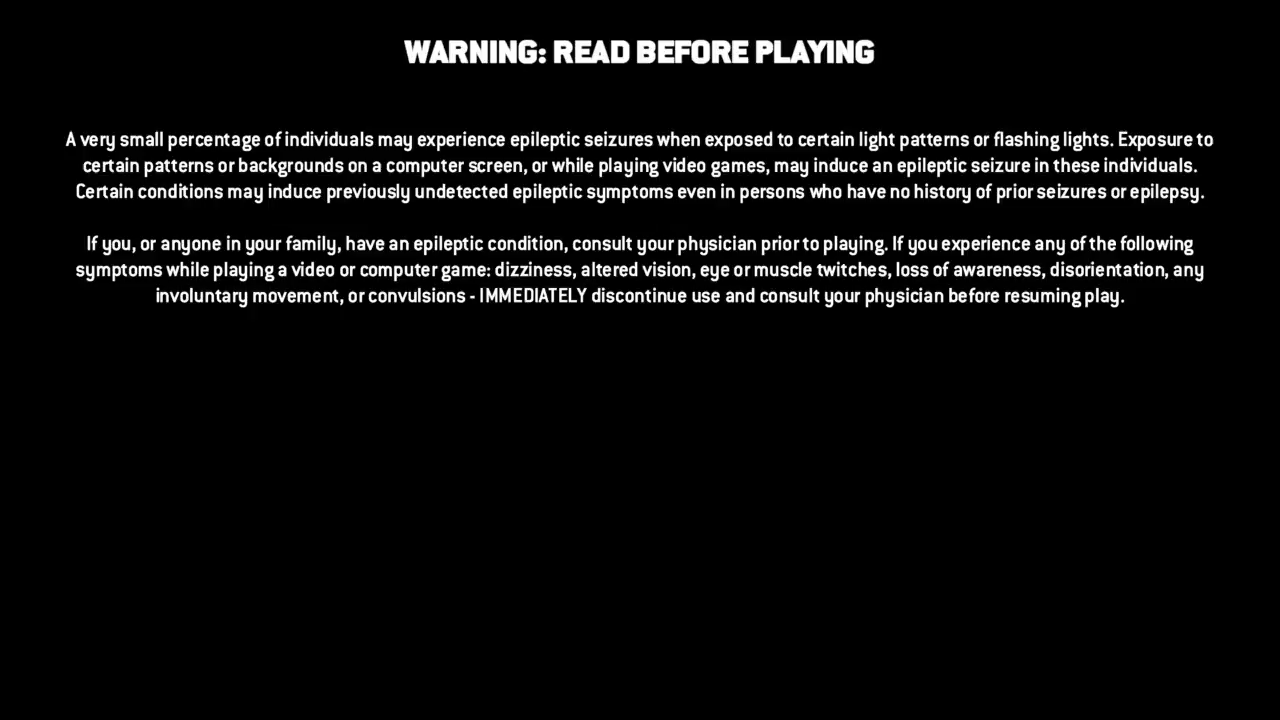 WARNING: READ BEFORE PLAYING
A very small percentage of individuals may experience epileptic seizures when exposed to certain light patterns or flashing lights. Exposure to
certain patterns or backgrounds on a computer screen, or while playing video games, may induce an epileptic seizure in these individuals.
Certain conditions may induce previously undetected epileptic symptoms even in persons who have no history of prior seizures or epilepsy.
If you, or anyone in your family, have an epileptic condition, consult your physician prior to playing. If you experience any of the following
symptoms while playing a video or computer game: dizziness, altered vision, eye or muscle twitches, loss of awareness, disorientation, any
involuntary movement, or convulsions - IMMEDIATELY discontinue use and consult your physician before resuming play.